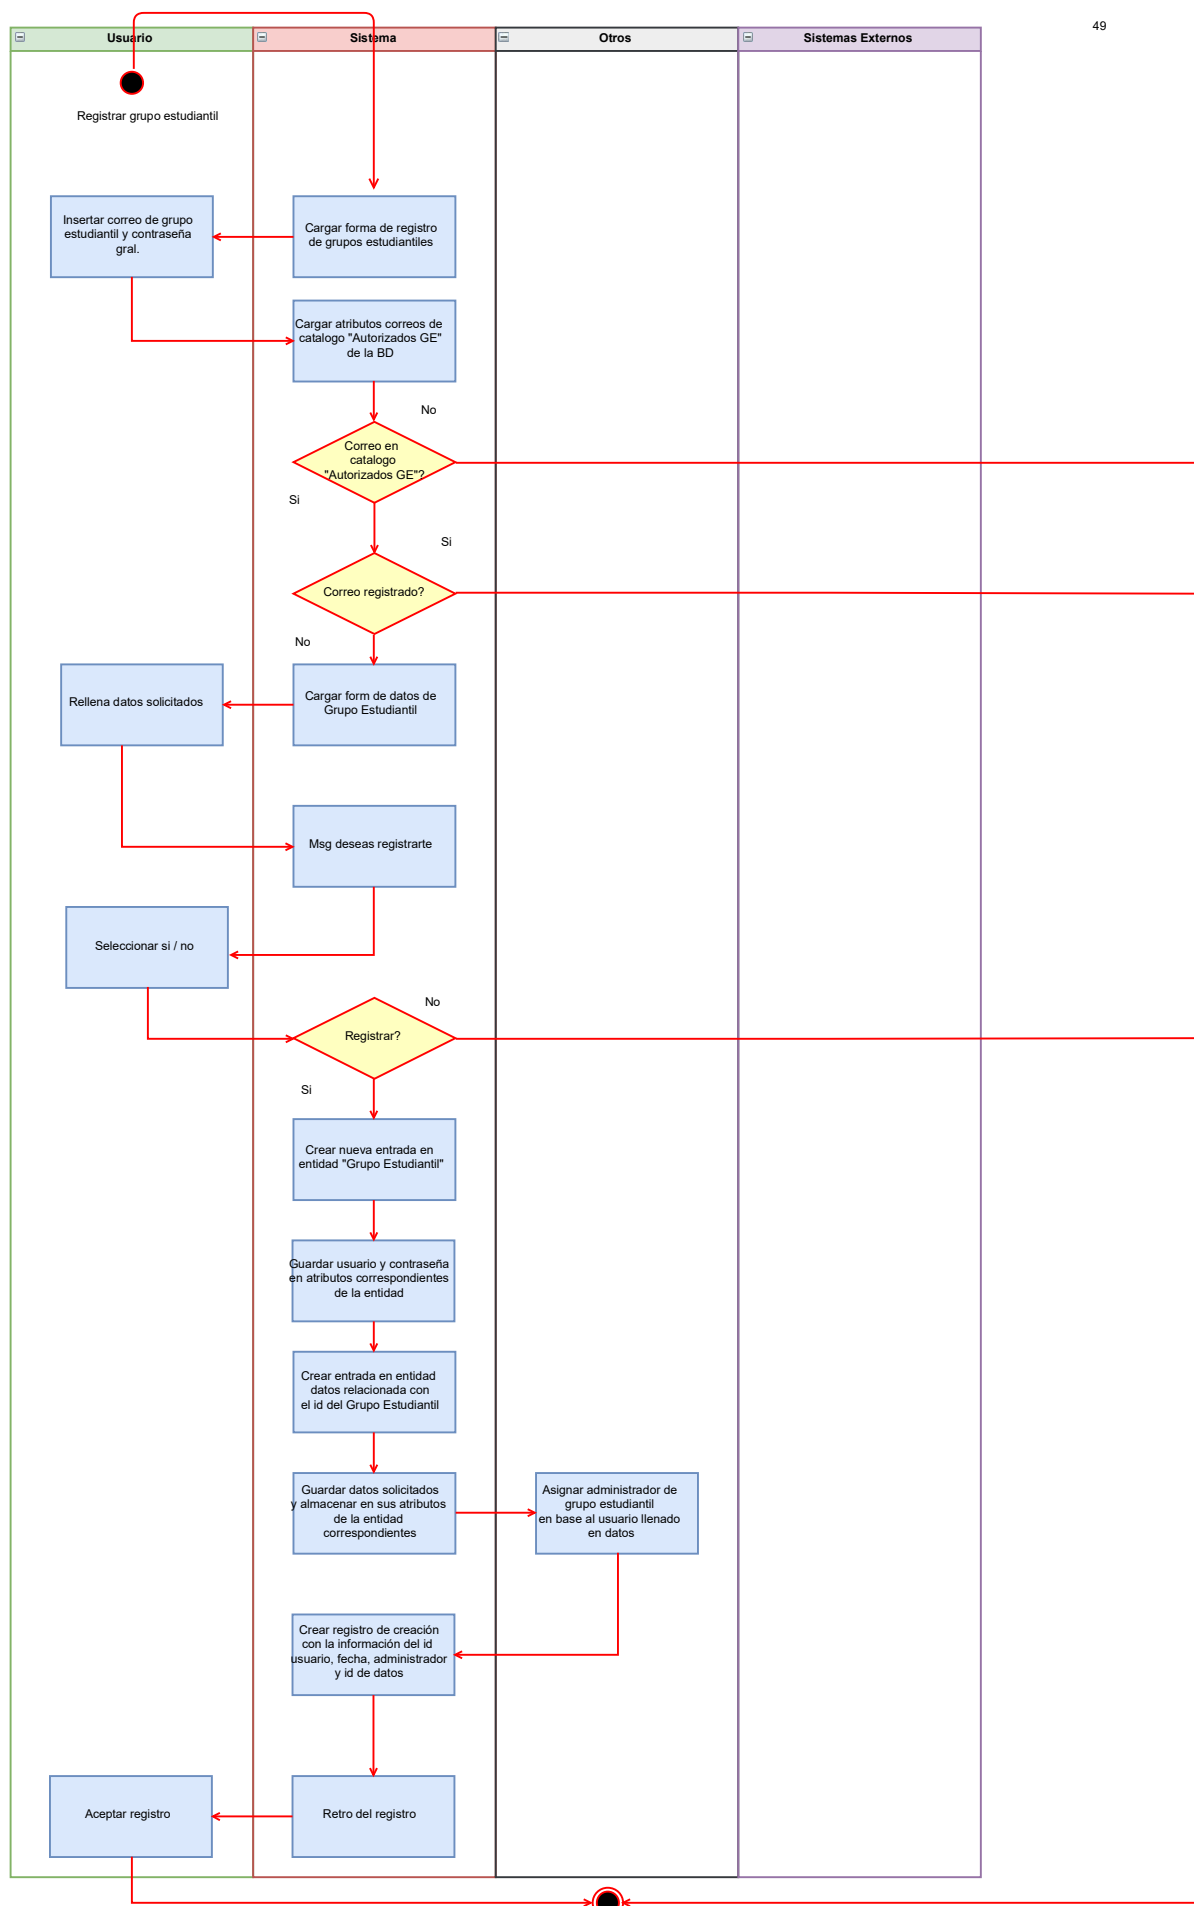 49
Usuario
Sistema
Otros
Sistemas Externos
Registrar grupo estudiantil
Insertar correo de grupo
estudiantil y contraseña
gral.
Cargar forma de registro
de grupos estudiantiles
Cargar atributos correos de
catalogo "Autorizados GE"
de la BD
No
Correo en
catalogo
"Autorizados GE"?
Si
Si
Correo registrado?
No
Rellena datos solicitados
Cargar form de datos de
Grupo Estudiantil
Msg deseas registrarte
Seleccionar si / no
No
Registrar?
Si
Crear nueva entrada en
entidad "Grupo Estudiantil"
Guardar usuario y contraseña
en atributos correspondientes
de la entidad
Crear entrada en entidad
datos relacionada con
el id del Grupo Estudiantil
Guardar datos solicitados
y almacenar en sus atributos
de la entidad
correspondientes
Asignar administrador de
grupo estudiantil
en base al usuario llenado
en datos
Crear registro de creación
con la información del id
usuario, fecha, administrador
y id de datos
Aceptar registro
Retro del registro